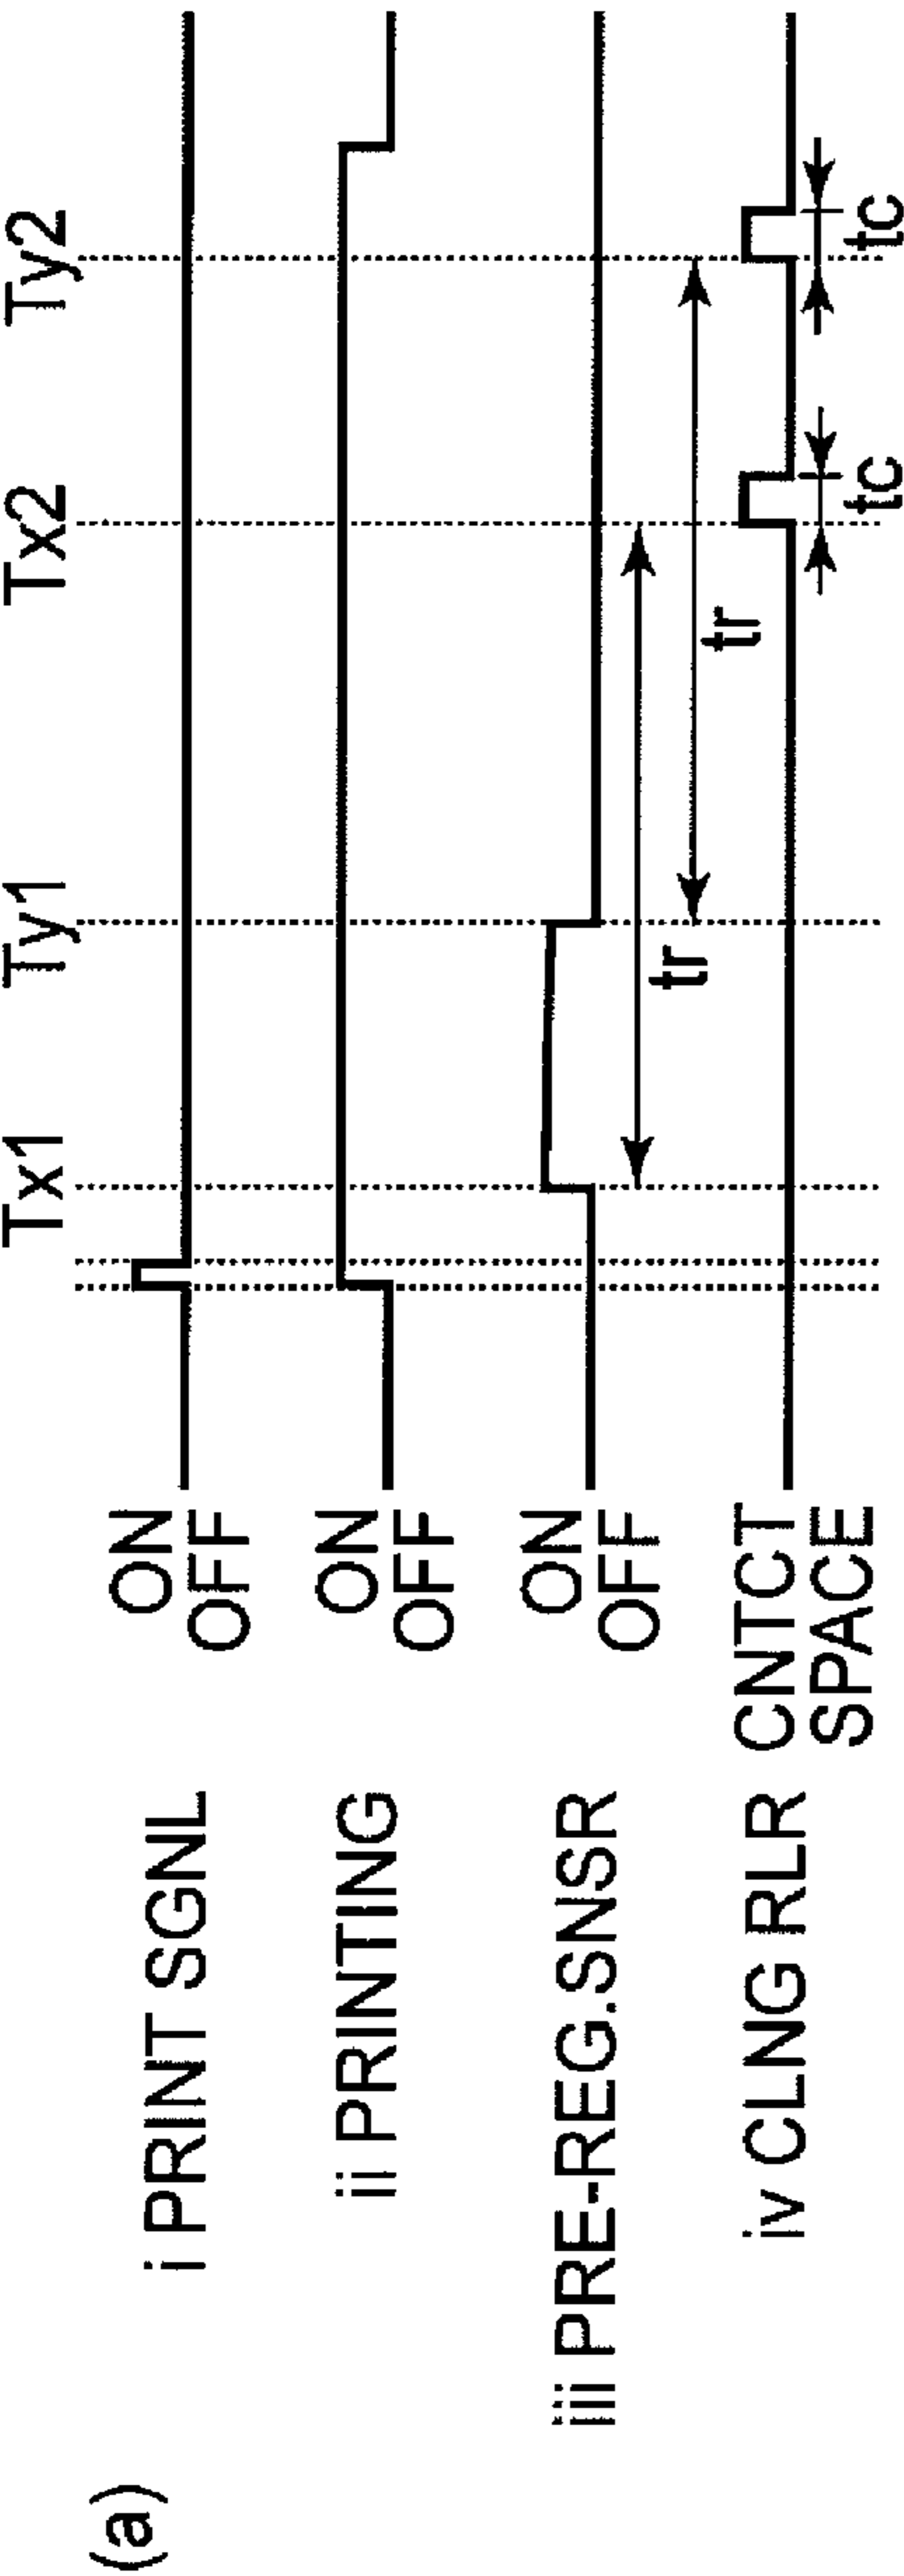 (a)
Tx1 Ty1 Tx2 Ty2
i PRINT SGNL ON
OFF
ii PRINTING ON
OFF
iii PRE-REG.SNSR ON
OFF
tr
tr
iv CLNG RLR CNTCT
SPACE
tc tc